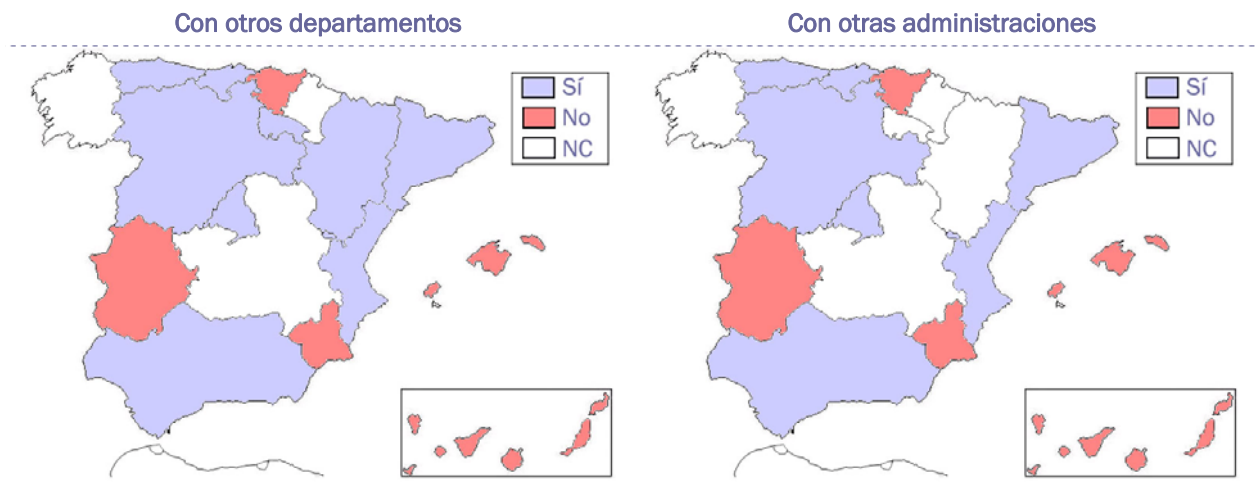 Con otros departamentos
Con otras administraciones
Sí
No
NC
Sí
No
NC